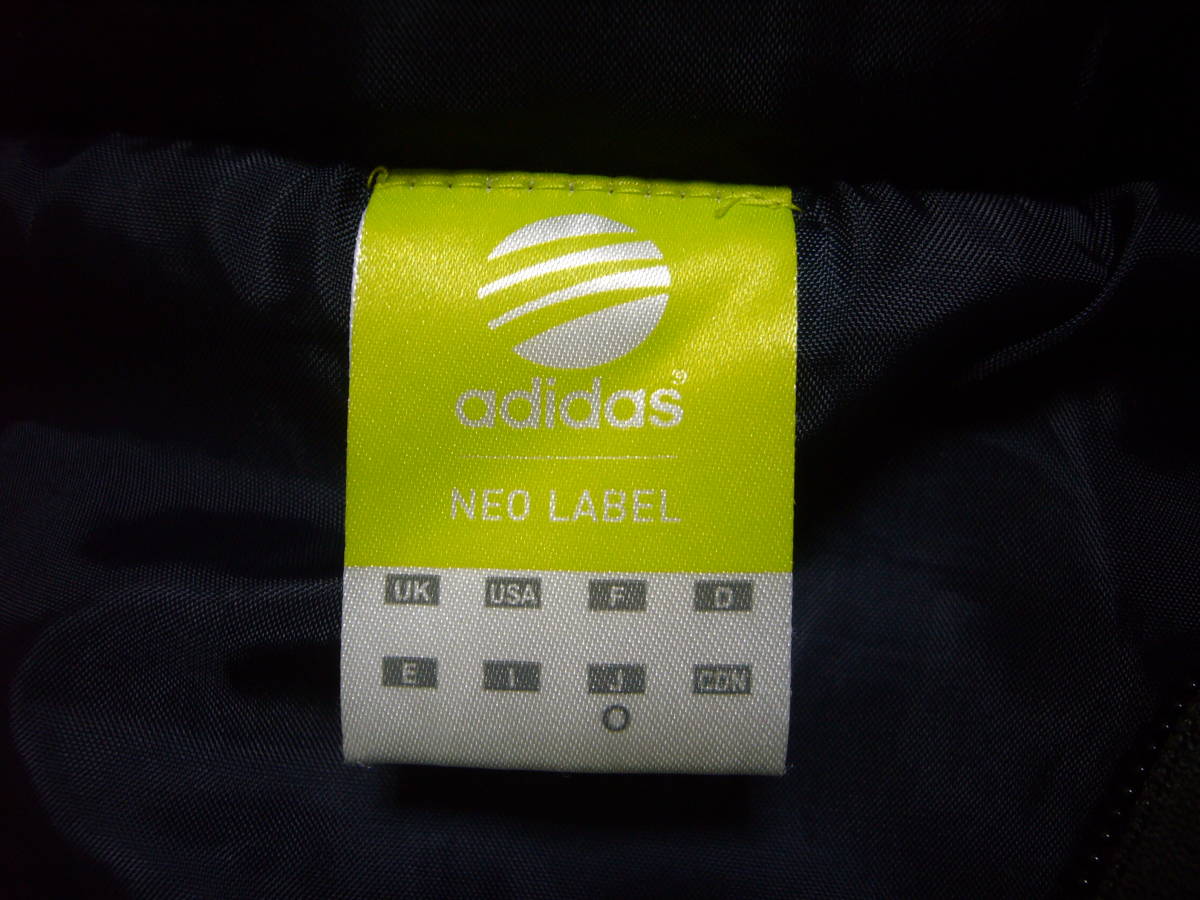 adidas®
NEO LABEL
UK USA F D
E I J CDN
O